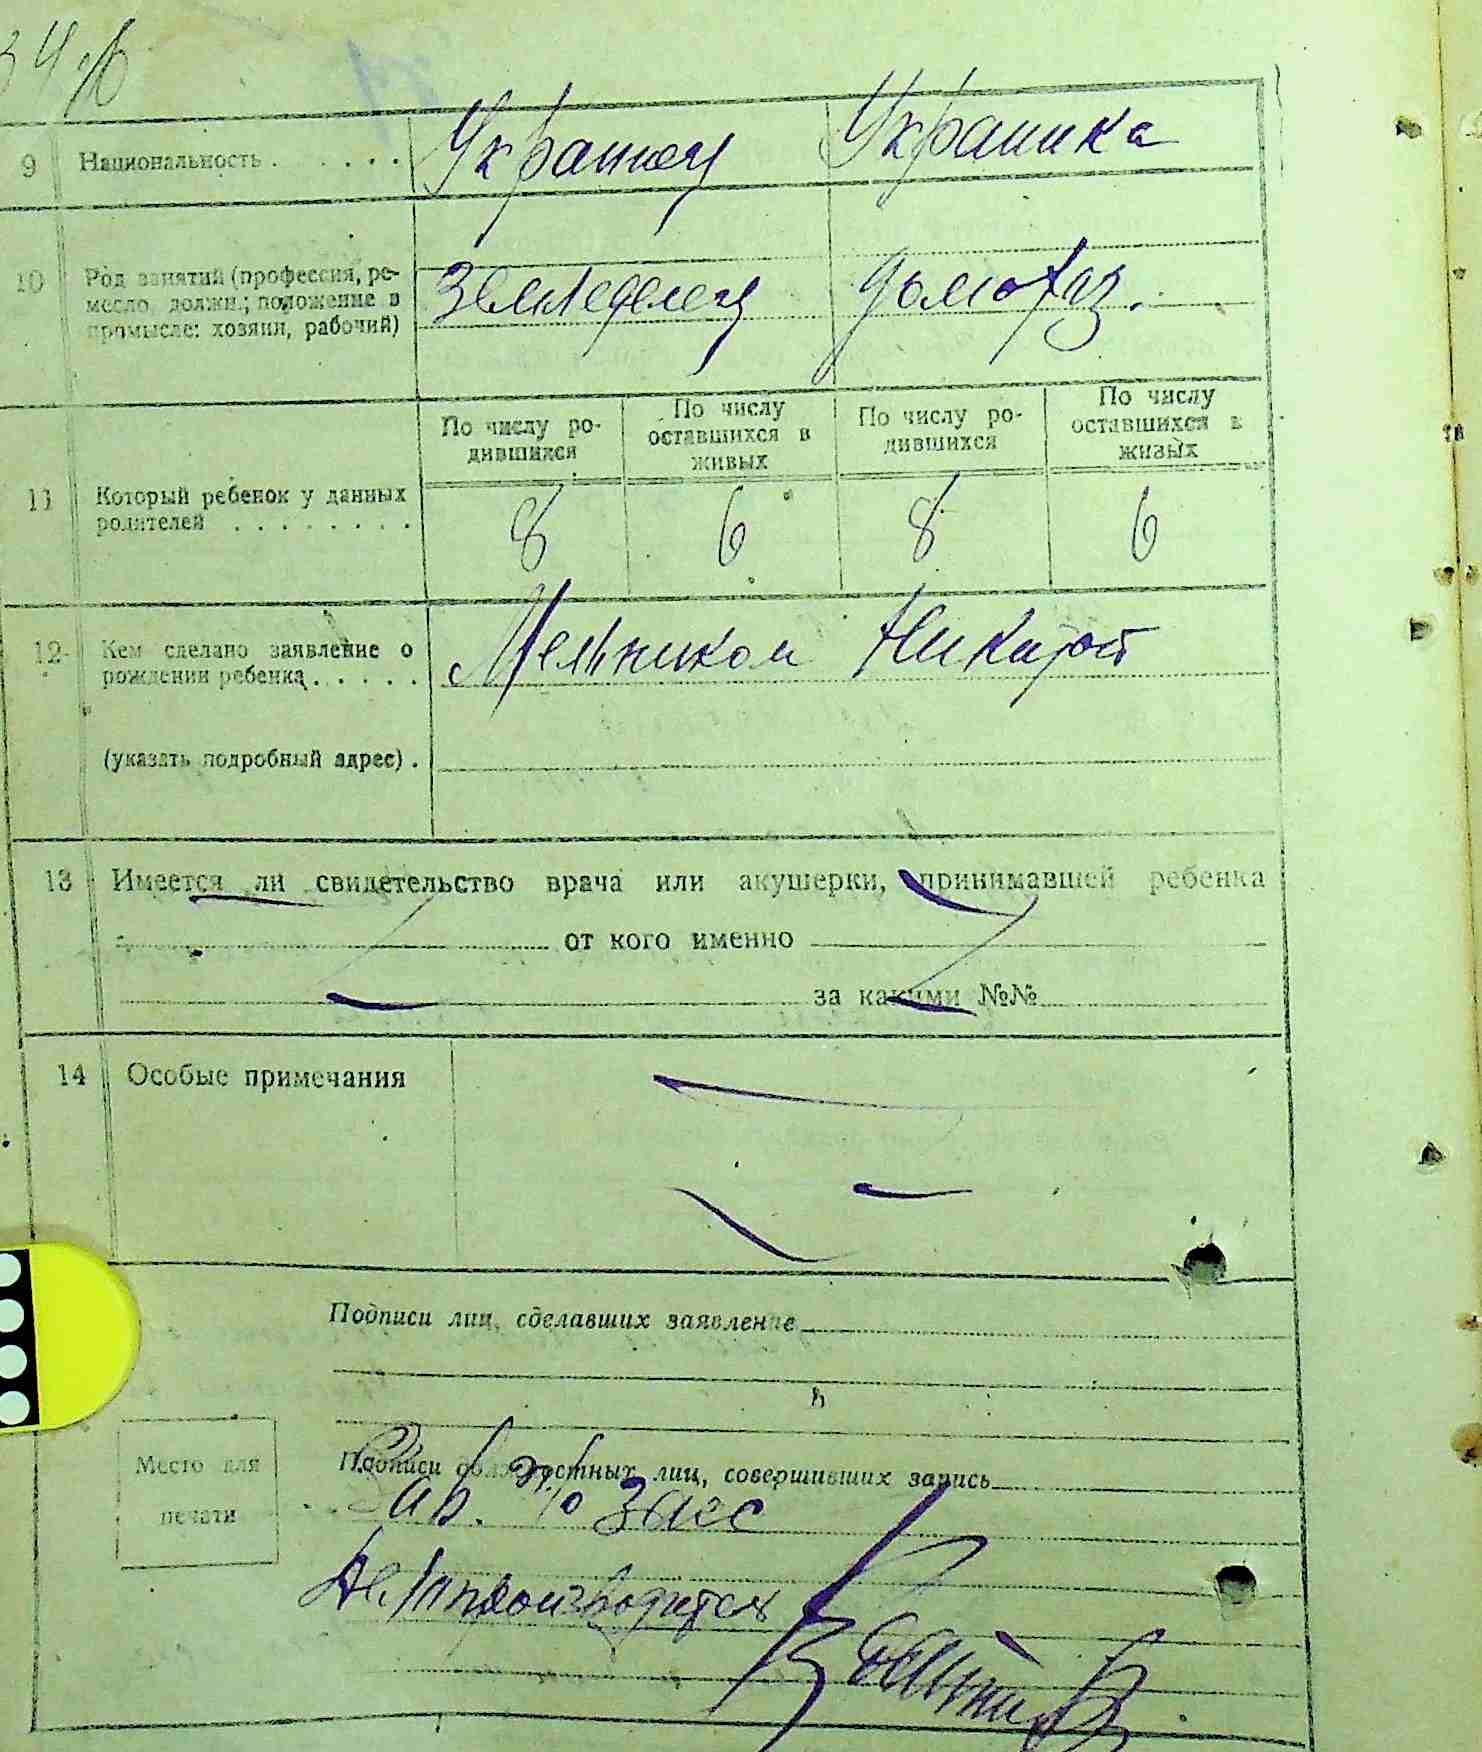 9 Национальность . . . . . . Украинец Украинка
10 Род занятий (профессия, ре-
месло, должн.; положение в
промысле: хозяин, рабочий)
Земледелец домохоз.
По числу ро-
дившихся
По числу
оставшихся в
живых
По числу ро-
дившихся
По числу
оставшихся в
живых
11 Который ребенок у данных
родителей . . . . . . . .
8 6 8 6
12 Кем сделано заявление о
рождении ребенка . . . . .
Мельником Никитой
(указать подробный адрес) .
13 Имеется ли свидетельство врача или акушерки, принимавшей ребенка
от кого именно
за какими №№
14 Особые примечания
Подписи лиц, сделавших заявление
Место для
печати
Подписи должностных лиц, совершивших запись
Зав. Загс
Делопроизводитель